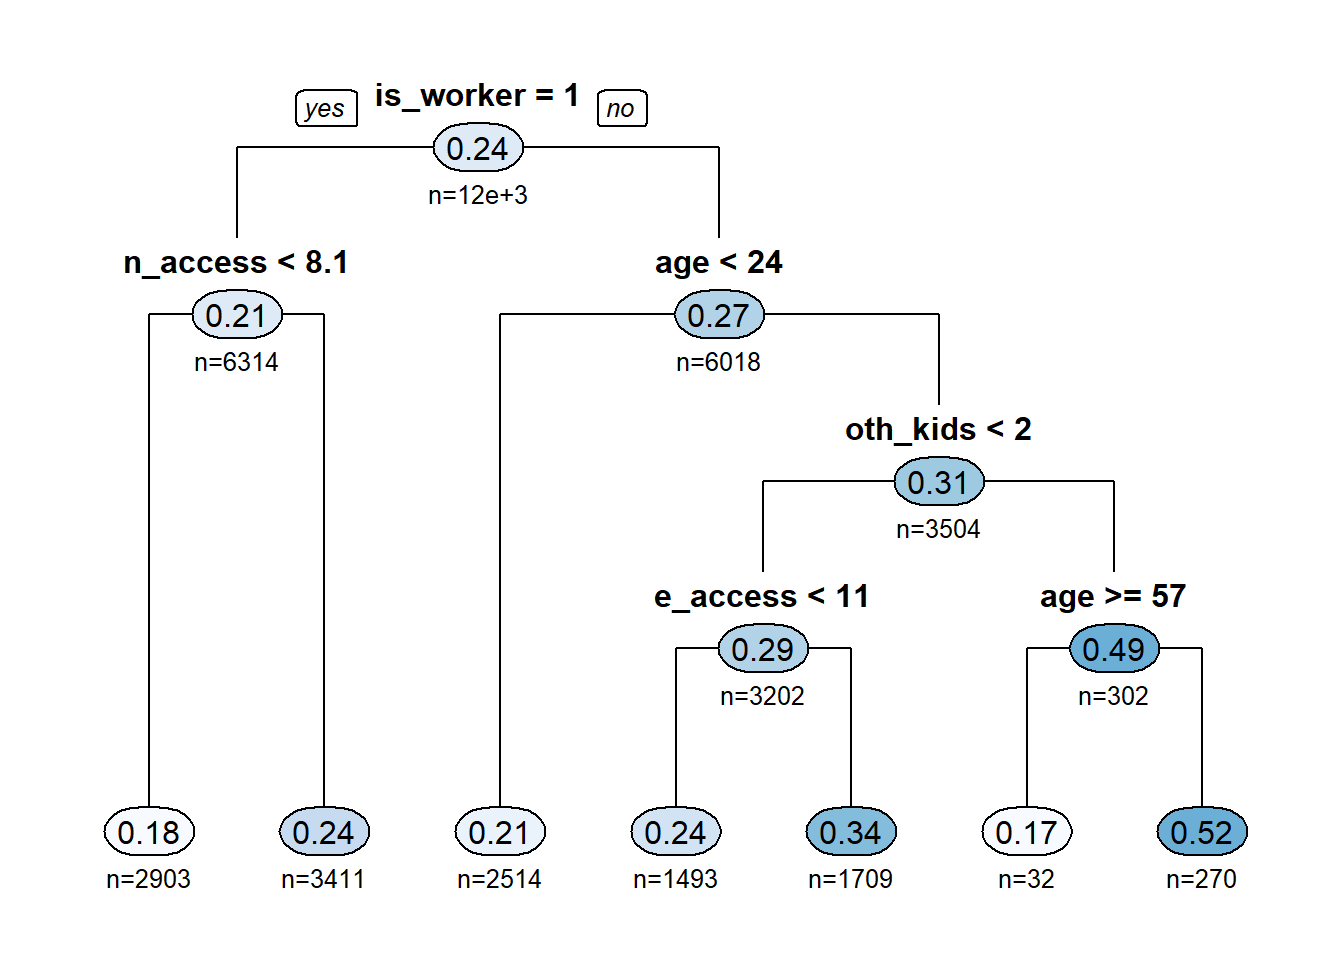 yes is_worker = 1 no
0.24
n=12e+3
n_access < 8.1 age < 24
0.21 0.27
n=6314 n=6018
oth_kids < 2
0.31
n=3504
e_access < 11 age >= 57
0.29 0.49
n=3202 n=302
0.18 0.24 0.21 0.24 0.34 0.17 0.52
n=2903 n=3411 n=2514 n=1493 n=1709 n=32 n=270